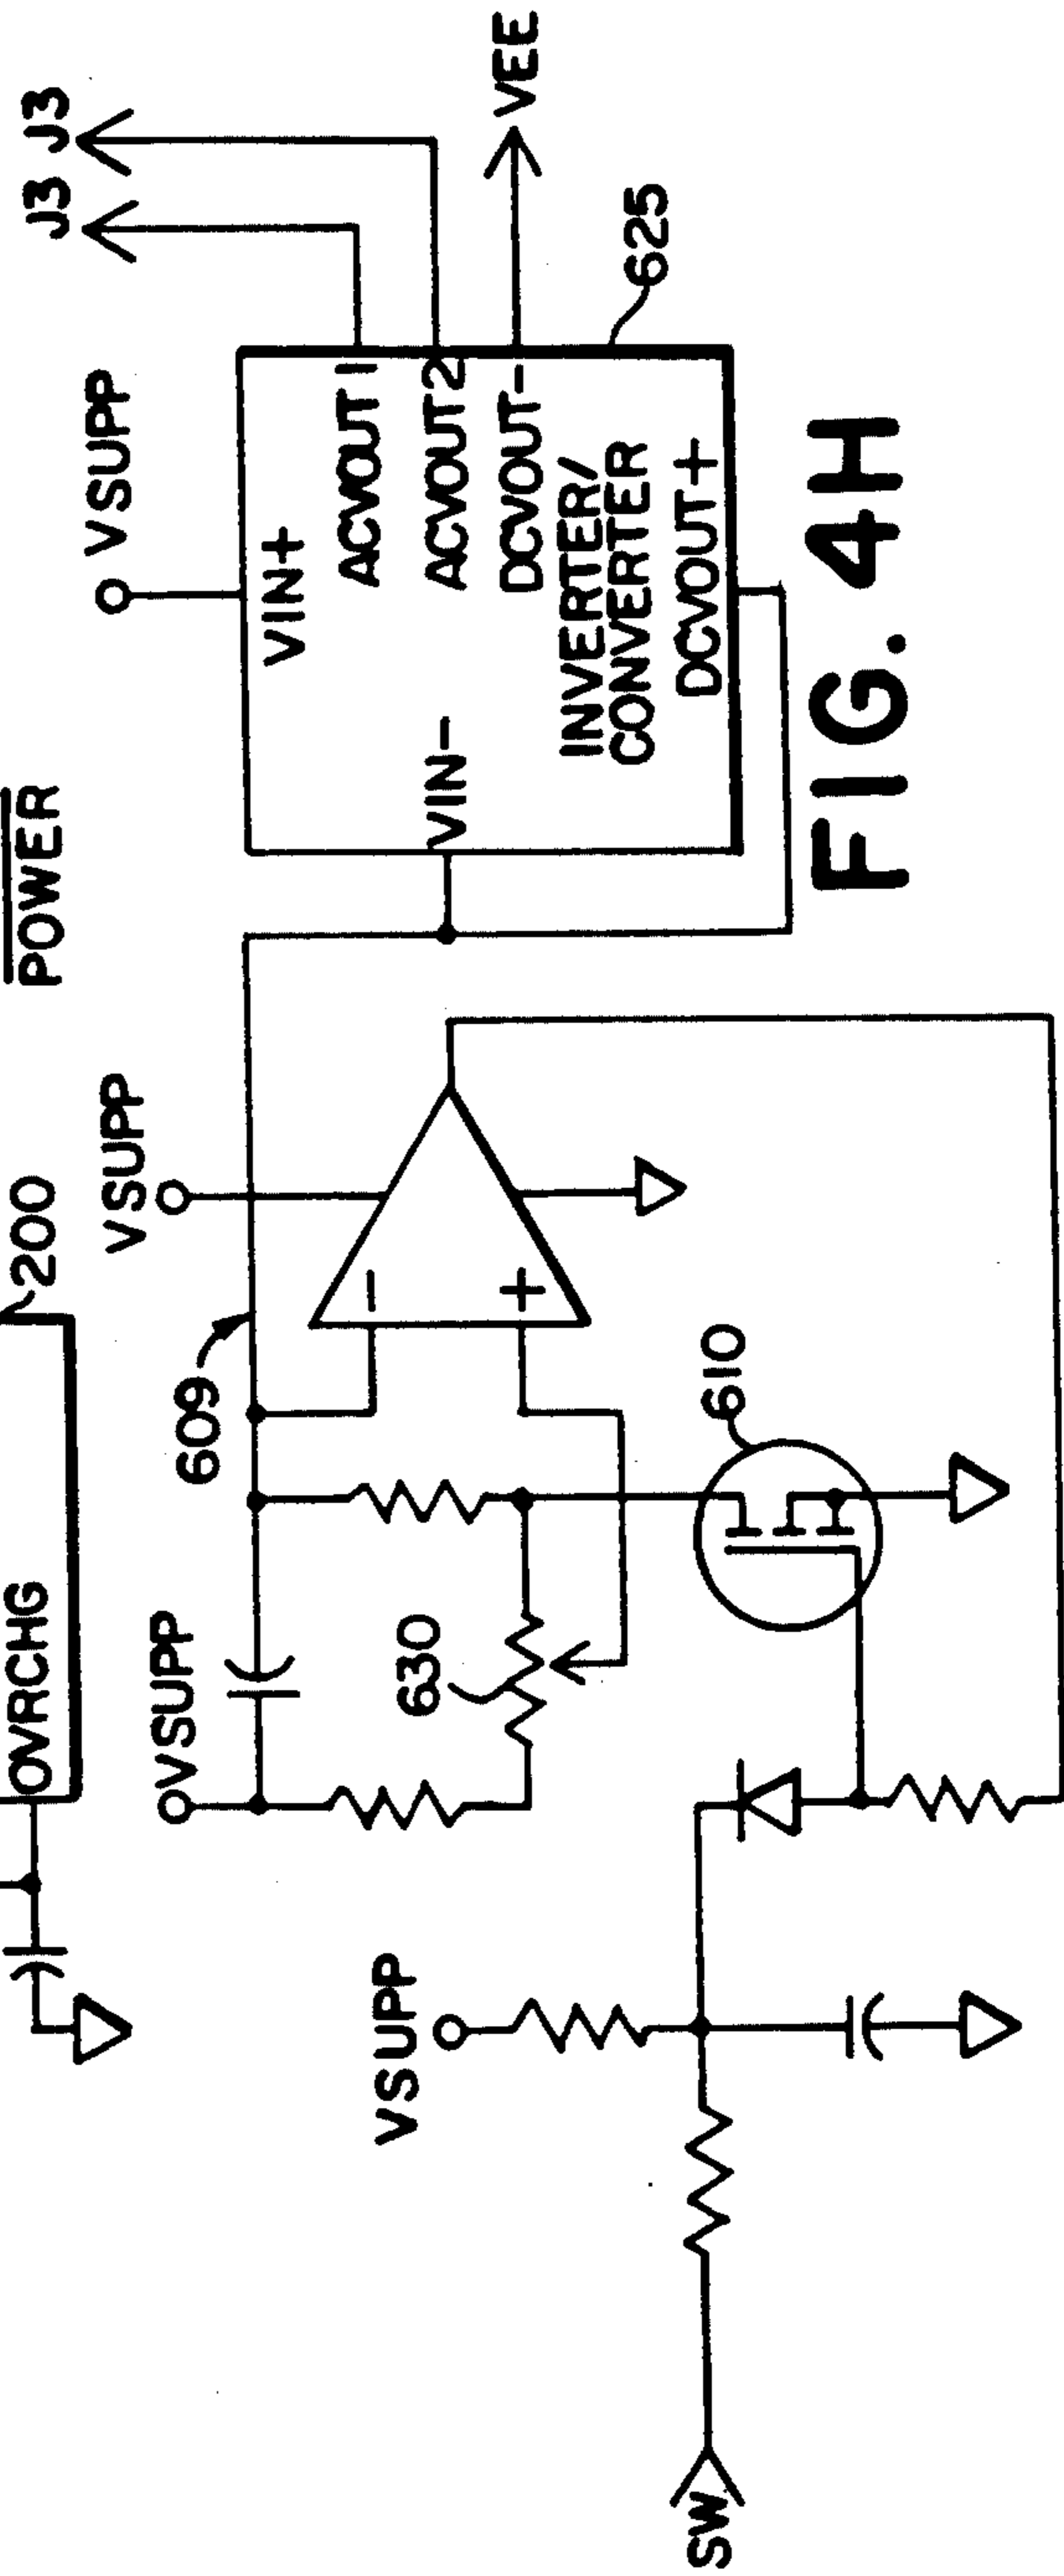 POWER
200
OVRCHG
J3 J3
VSUPP
VSUPP
609
VSUPP
VIN+
ACVOUT1
ACVOUT2
DCVOUT-
VIN-
INVERTER/
CONVERTER
DCVOUT+
VEE
625
-
+
630
610
VSUPP
SW
FIG. 4H